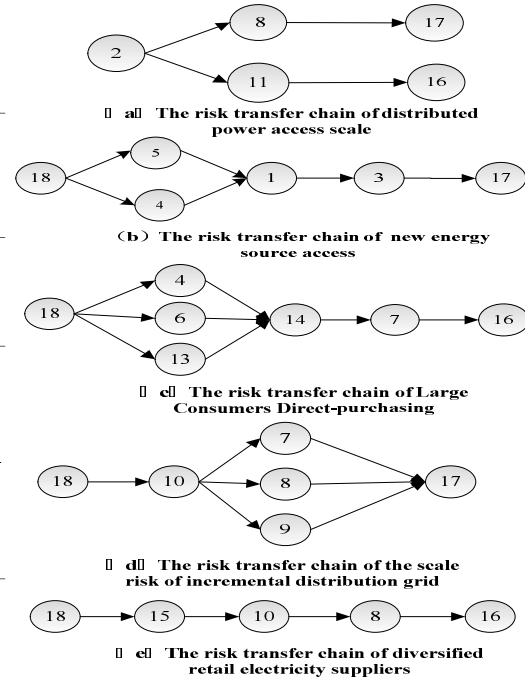 2
8
17
11
16
( a) The risk transfer chain of distributed
power access scale
18
5
4
1
3
17
(b) The risk transfer chain of new energy
source access
18
4
6
13
14
7
16
( c) The risk transfer chain of Large
Consumers Direct-purchasing
18
10
7
8
9
17
( d) The risk transfer chain of the scale
risk of incremental distribution grid
18
15
10
8
16
( e) The risk transfer chain of diversified
retail electricity suppliers